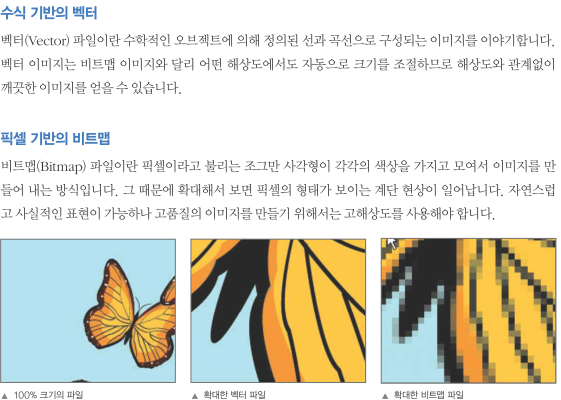 수식 기반의 벡터
벡터(Vector) 파일이란 수학적인 오브젝트에 의해 정의된 선과 곡선으로 구성되는 이미지를 이야기합니다.
벡터 이미지는 비트맵 이미지와 달리 어떤 해상도에서도 자동으로 크기를 조절하므로 해상도와 관계없이
깨끗한 이미지를 얻을 수 있습니다.
픽셀 기반의 비트맵
비트맵(Bitmap) 파일이란 픽셀이라고 불리는 조그만 사각형이 각각의 색상을 가지고 모여서 이미지를 만
들어 내는 방식입니다. 그 때문에 확대해서 보면 픽셀의 형태가 보이는 계단 현상이 일어납니다. 자연스럽
고 사실적인 표현이 가능하나 고품질의 이미지를 만들기 위해서는 고해상도를 사용해야 합니다.
▲ 100% 크기의 파일
▲ 확대한 벡터 파일
▲ 확대한 비트맵 파일